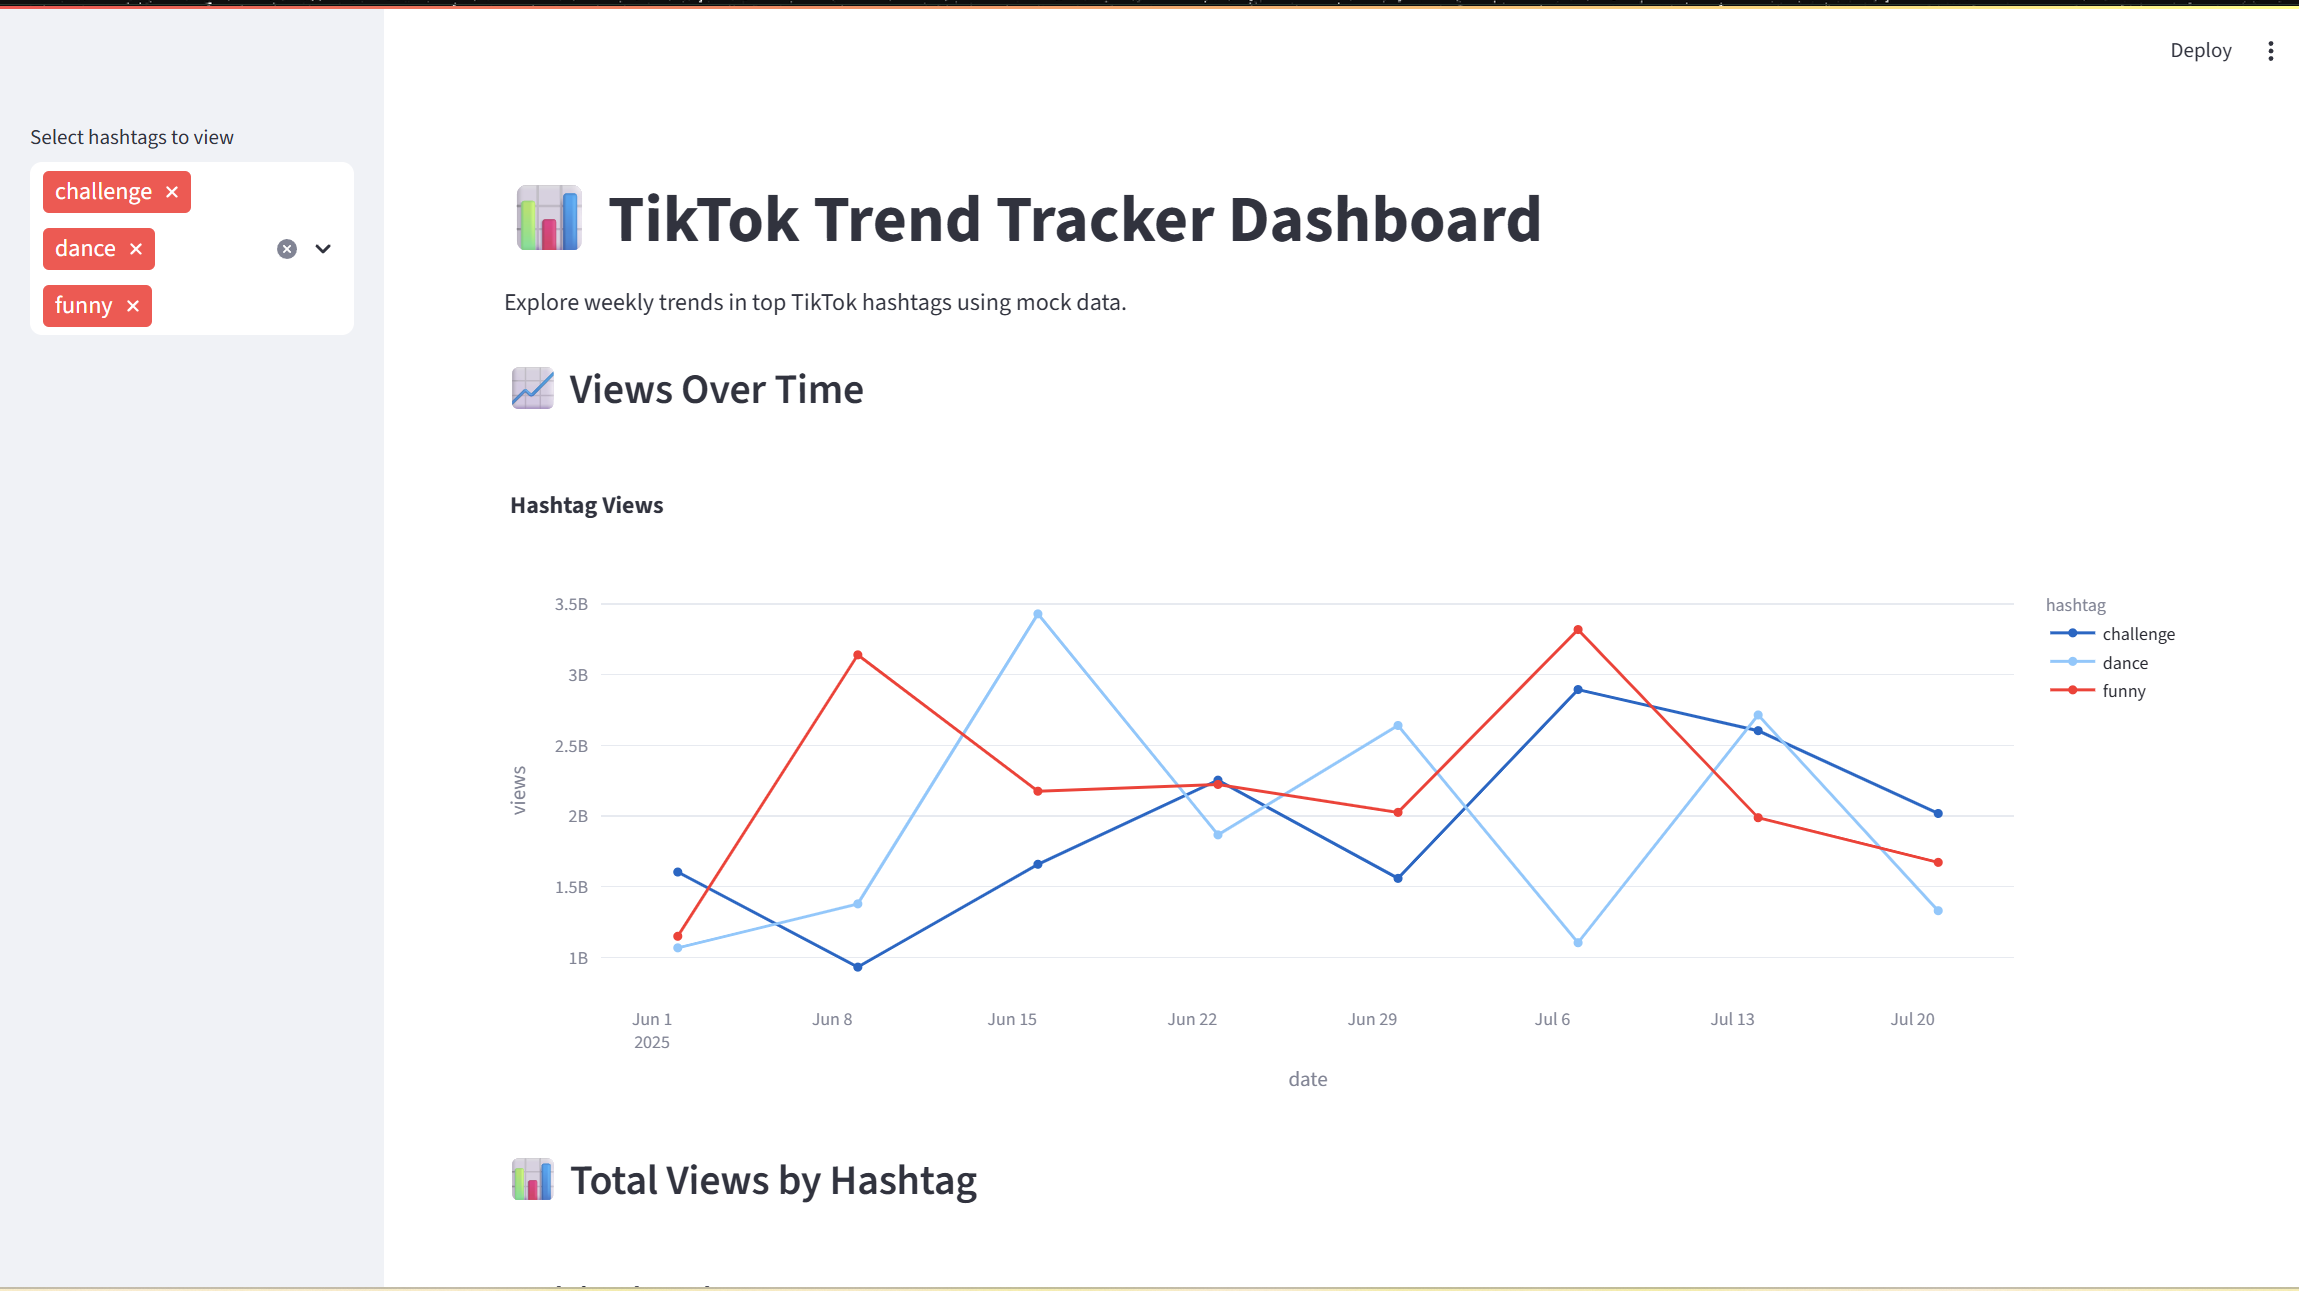 Deploy
Select hashtags to view
challenge
dance
funny
TikTok Trend Tracker Dashboard
Explore weekly trends in top TikTok hashtags using mock data.
Views Over Time
Hashtag Views
3.5B
3B
2.5B
2B
1.5B
1B
views
Jun 1
2025
Jun 8
Jun 15
Jun 22
Jun 29
Jul 6
Jul 13
Jul 20
date
hashtag
challenge
dance
funny
Total Views by Hashtag